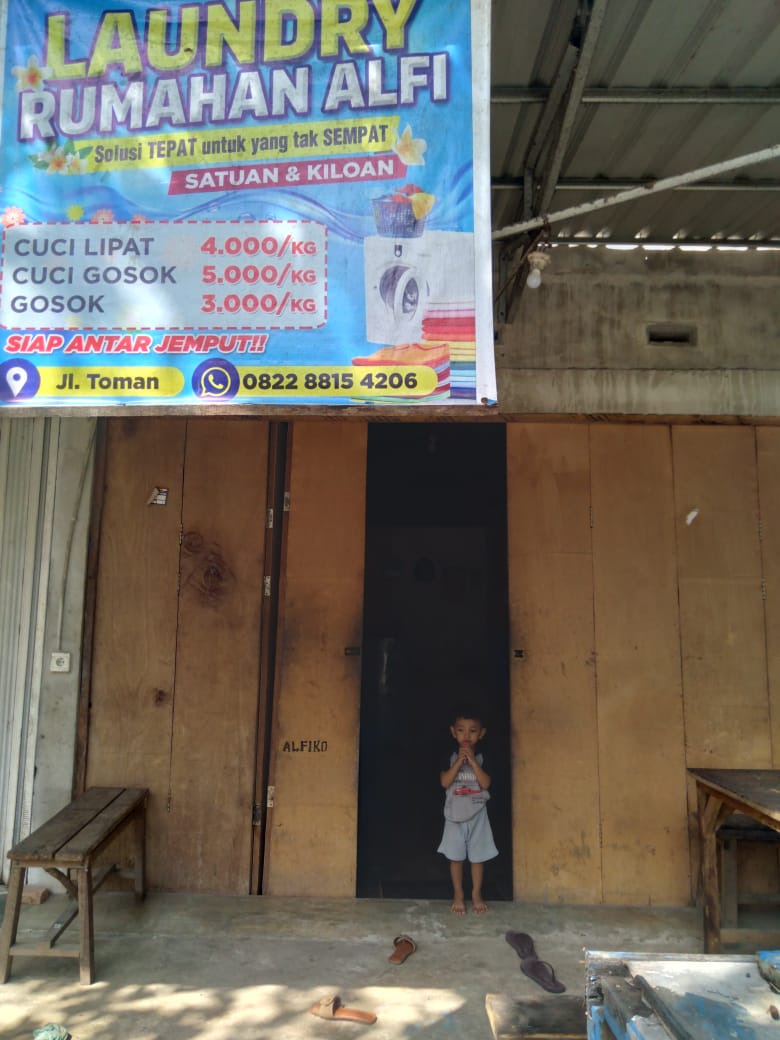 LAUNDRY
RUMAHAN ALFI
Solusi TEPAT untuk yang tak SEMPAT
SATUAN & KILOAN
CUCI LIPAT 4.000/KG
CUCI GOSOK 5.000/KG
GOSOK 3.000/KG
SIAP ANTAR JEMPUT!!
Jl. Toman 0822 8815 4206
ALFIKO